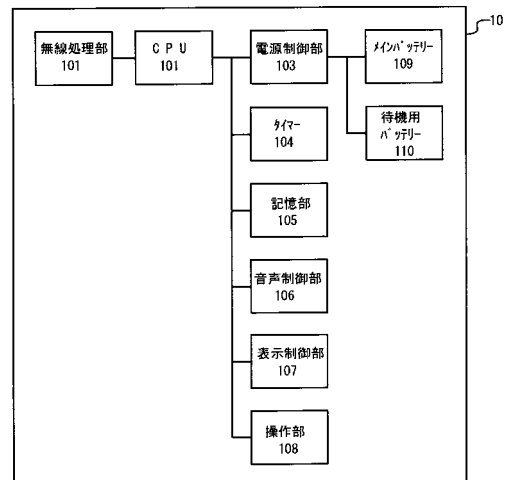 10
無線処理部
101
ＣＰＵ
101
電源制御部
103
ﾒｲﾝﾊﾞｯﾃﾘｰ
109
ﾀｲﾏｰ
104
待機用
ﾊﾞｯﾃﾘｰ
110
記憶部
105
音声制御部
106
表示制御部
107
操作部
108